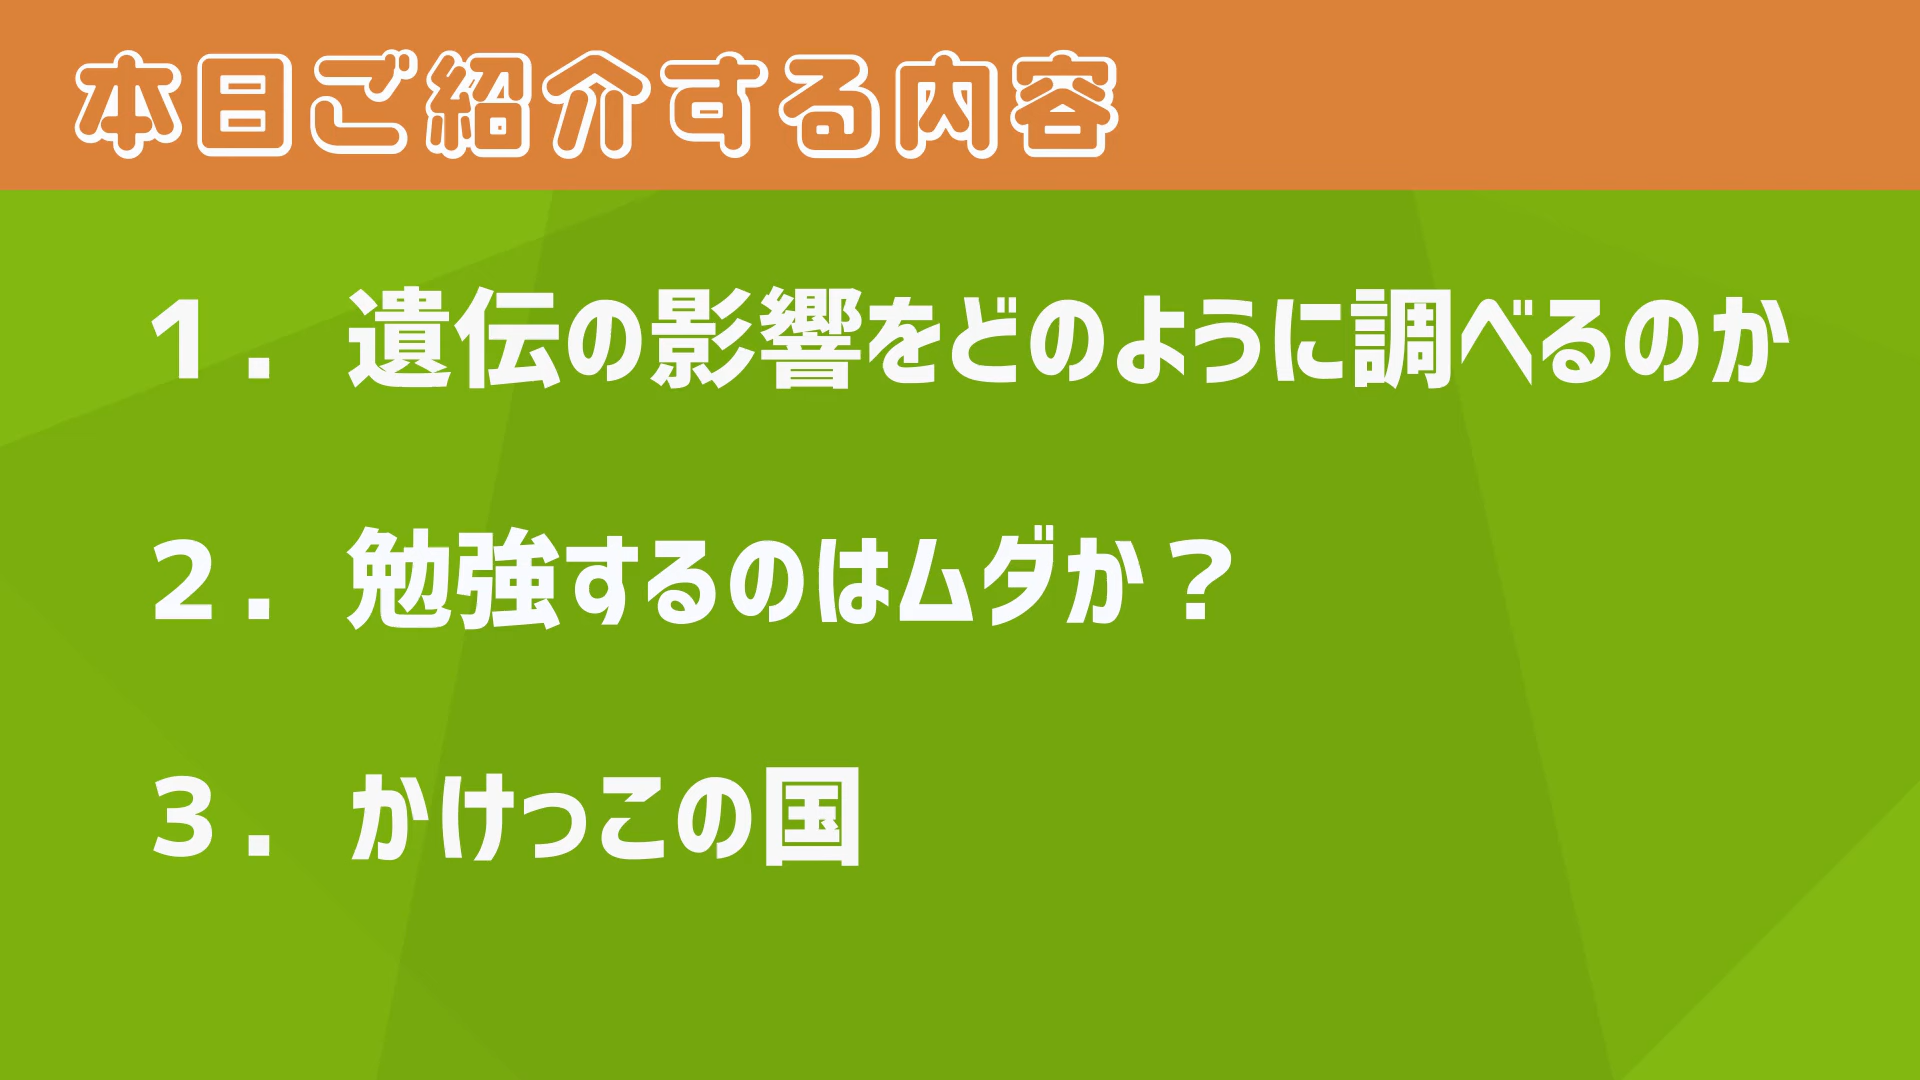 本日ご紹介する内容
１．遺伝の影響をどのように調べるのか
２．勉強するのはムダか？
３．かけっこの国